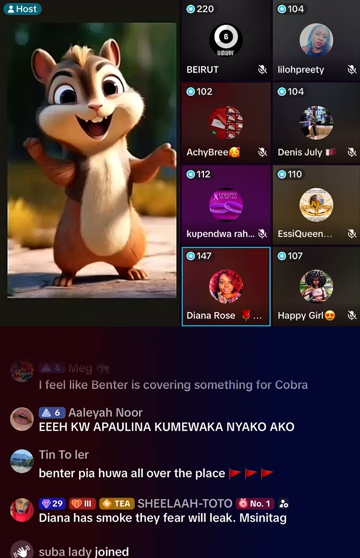 Host
220
104
BEIRUT
lilohpreety
102
104
AchyBree🥰
Denis July
112
110
kupendwa rah...
EssiQueen...
147
107
Diana Rose 🌹...
Happy Girl😍
6 Meg
I feel like Benter is covering something for Cobra
6 Aaleyah Noor
EEEH KW APAULINA KUMEWAKA NYAKO AKO
Tin To Ier
benter pia huwa all over the place 🚩🚩🚩
29 III TEA SHEELAAH-TOTO No. 1
Diana has smoke they fear will leak. Msinitag
suba lady joined